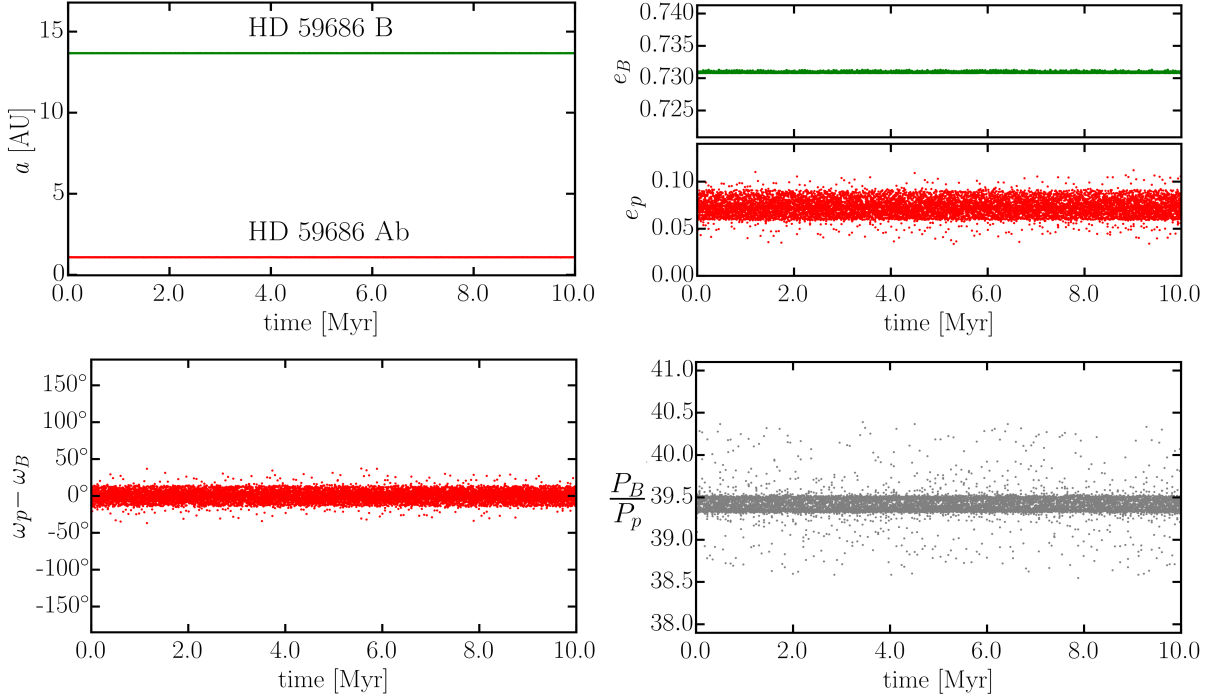 HD 59686 B
HD 59686 Ab
a [AU]
15
10
5
0
0.0 2.0 4.0 6.0 8.0 10.0
time [Myr]
e_B
0.740
0.735
0.730
0.725
e_p
0.10
0.05
0.00
0.0 2.0 4.0 6.0 8.0 10.0
time [Myr]
ω_p − ω_B
150°
100°
50°
0°
-50°
-100°
-150°
0.0 2.0 4.0 6.0 8.0 10.0
time [Myr]
P_B
P_p
41.0
40.5
40.0
39.5
39.0
38.5
38.0
0.0 2.0 4.0 6.0 8.0 10.0
time [Myr]